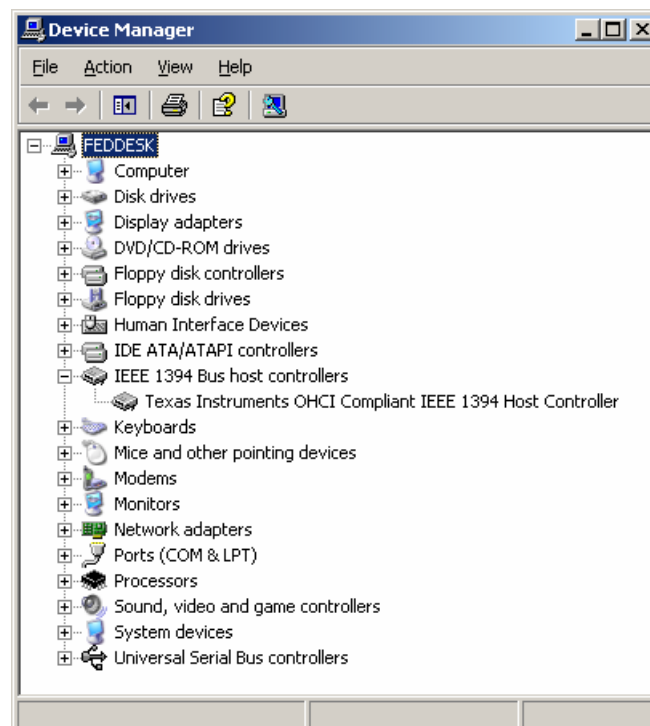 Device Manager
File Action View Help
FEDDESK
Computer
Disk drives
Display adapters
DVD/CD-ROM drives
Floppy disk controllers
Floppy disk drives
Human Interface Devices
IDE ATA/ATAPI controllers
IEEE 1394 Bus host controllers
Texas Instruments OHCI Compliant IEEE 1394 Host Controller
Keyboards
Mice and other pointing devices
Modems
Monitors
Network adapters
Ports (COM & LPT)
Processors
Sound, video and game controllers
System devices
Universal Serial Bus controllers